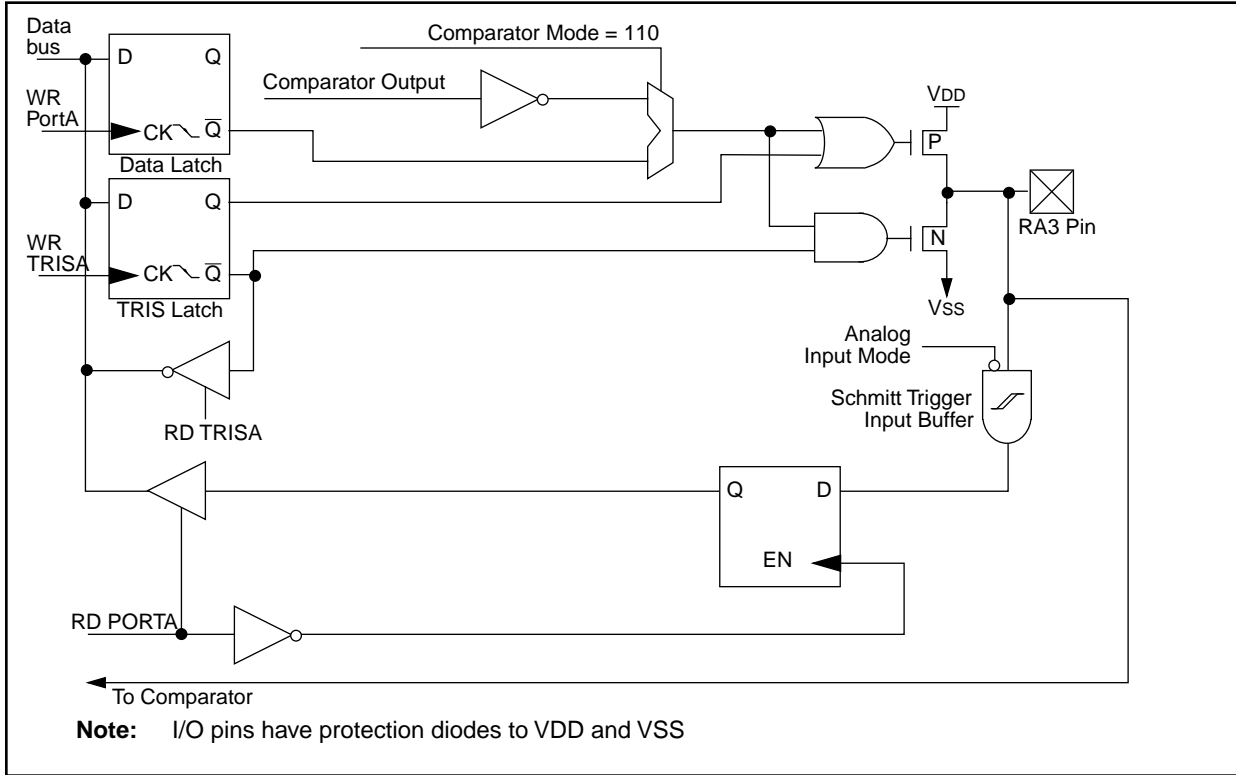 Data
bus
D
Q
WR
PortA
CK
Q
Data Latch
Comparator Mode = 110
Comparator Output
VDD
P
D
Q
WR
TRISA
CK
Q
TRIS Latch
N
RA3 Pin
VSS
Analog
Input Mode
Schmitt Trigger
Input Buffer
RD TRISA
Q
D
EN
RD PORTA
To Comparator
Note: I/O pins have protection diodes to VDD and VSS